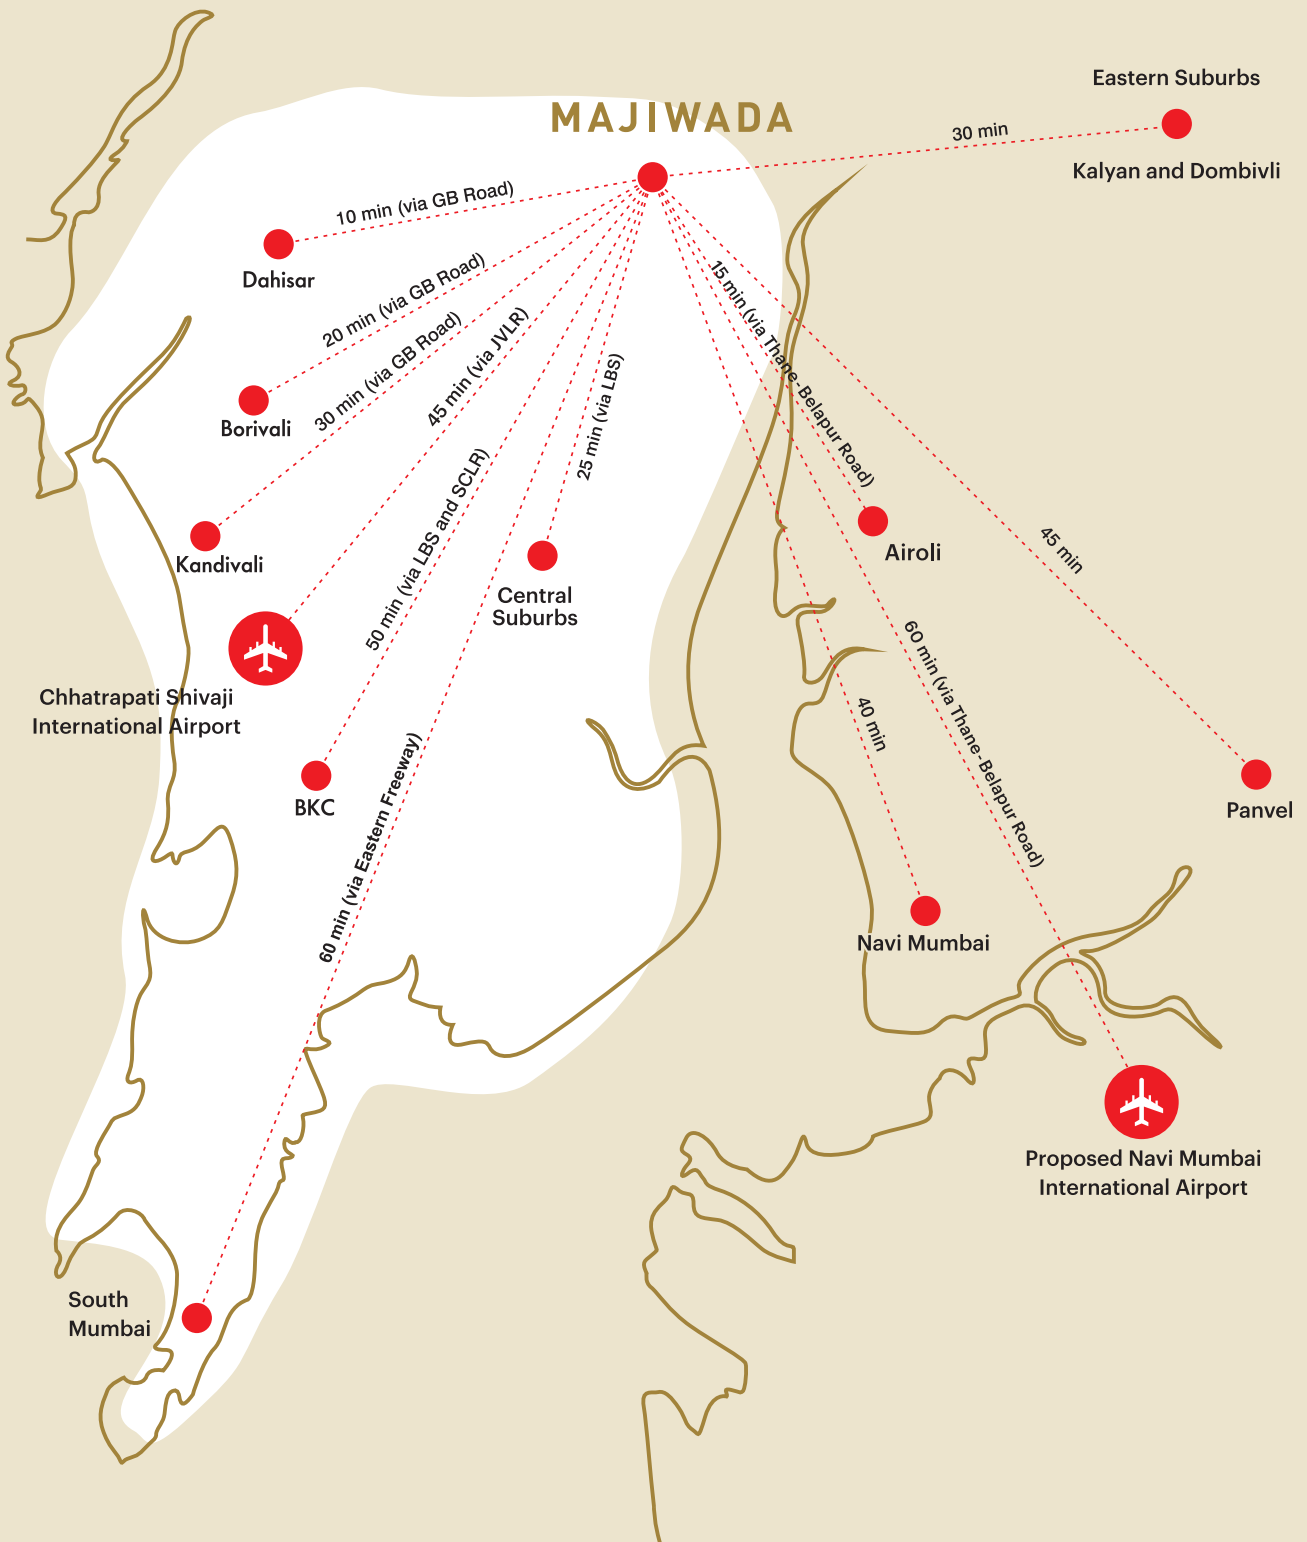 Eastern Suburbs
MAJIWADA
30 min
Kalyan and Dombivli
10 min (via GB Road)
Dahisar
20 min (via GB Road)
Borivali
30 min (via GB Road)
Kandivali
45 min (via JVLR)
Chhatrapati Shivaji
International Airport
50 min (via LBS and SCLR)
BKC
25 min (via LBS)
Central
Suburbs
15 min (via Thane-Belapur Road)
Airoli
45 min
Panvel
60 min (via Thane-Belapur Road)
40 min
Navi Mumbai
60 min (via Eastern Freeway)
Proposed Navi Mumbai
International Airport
South
Mumbai